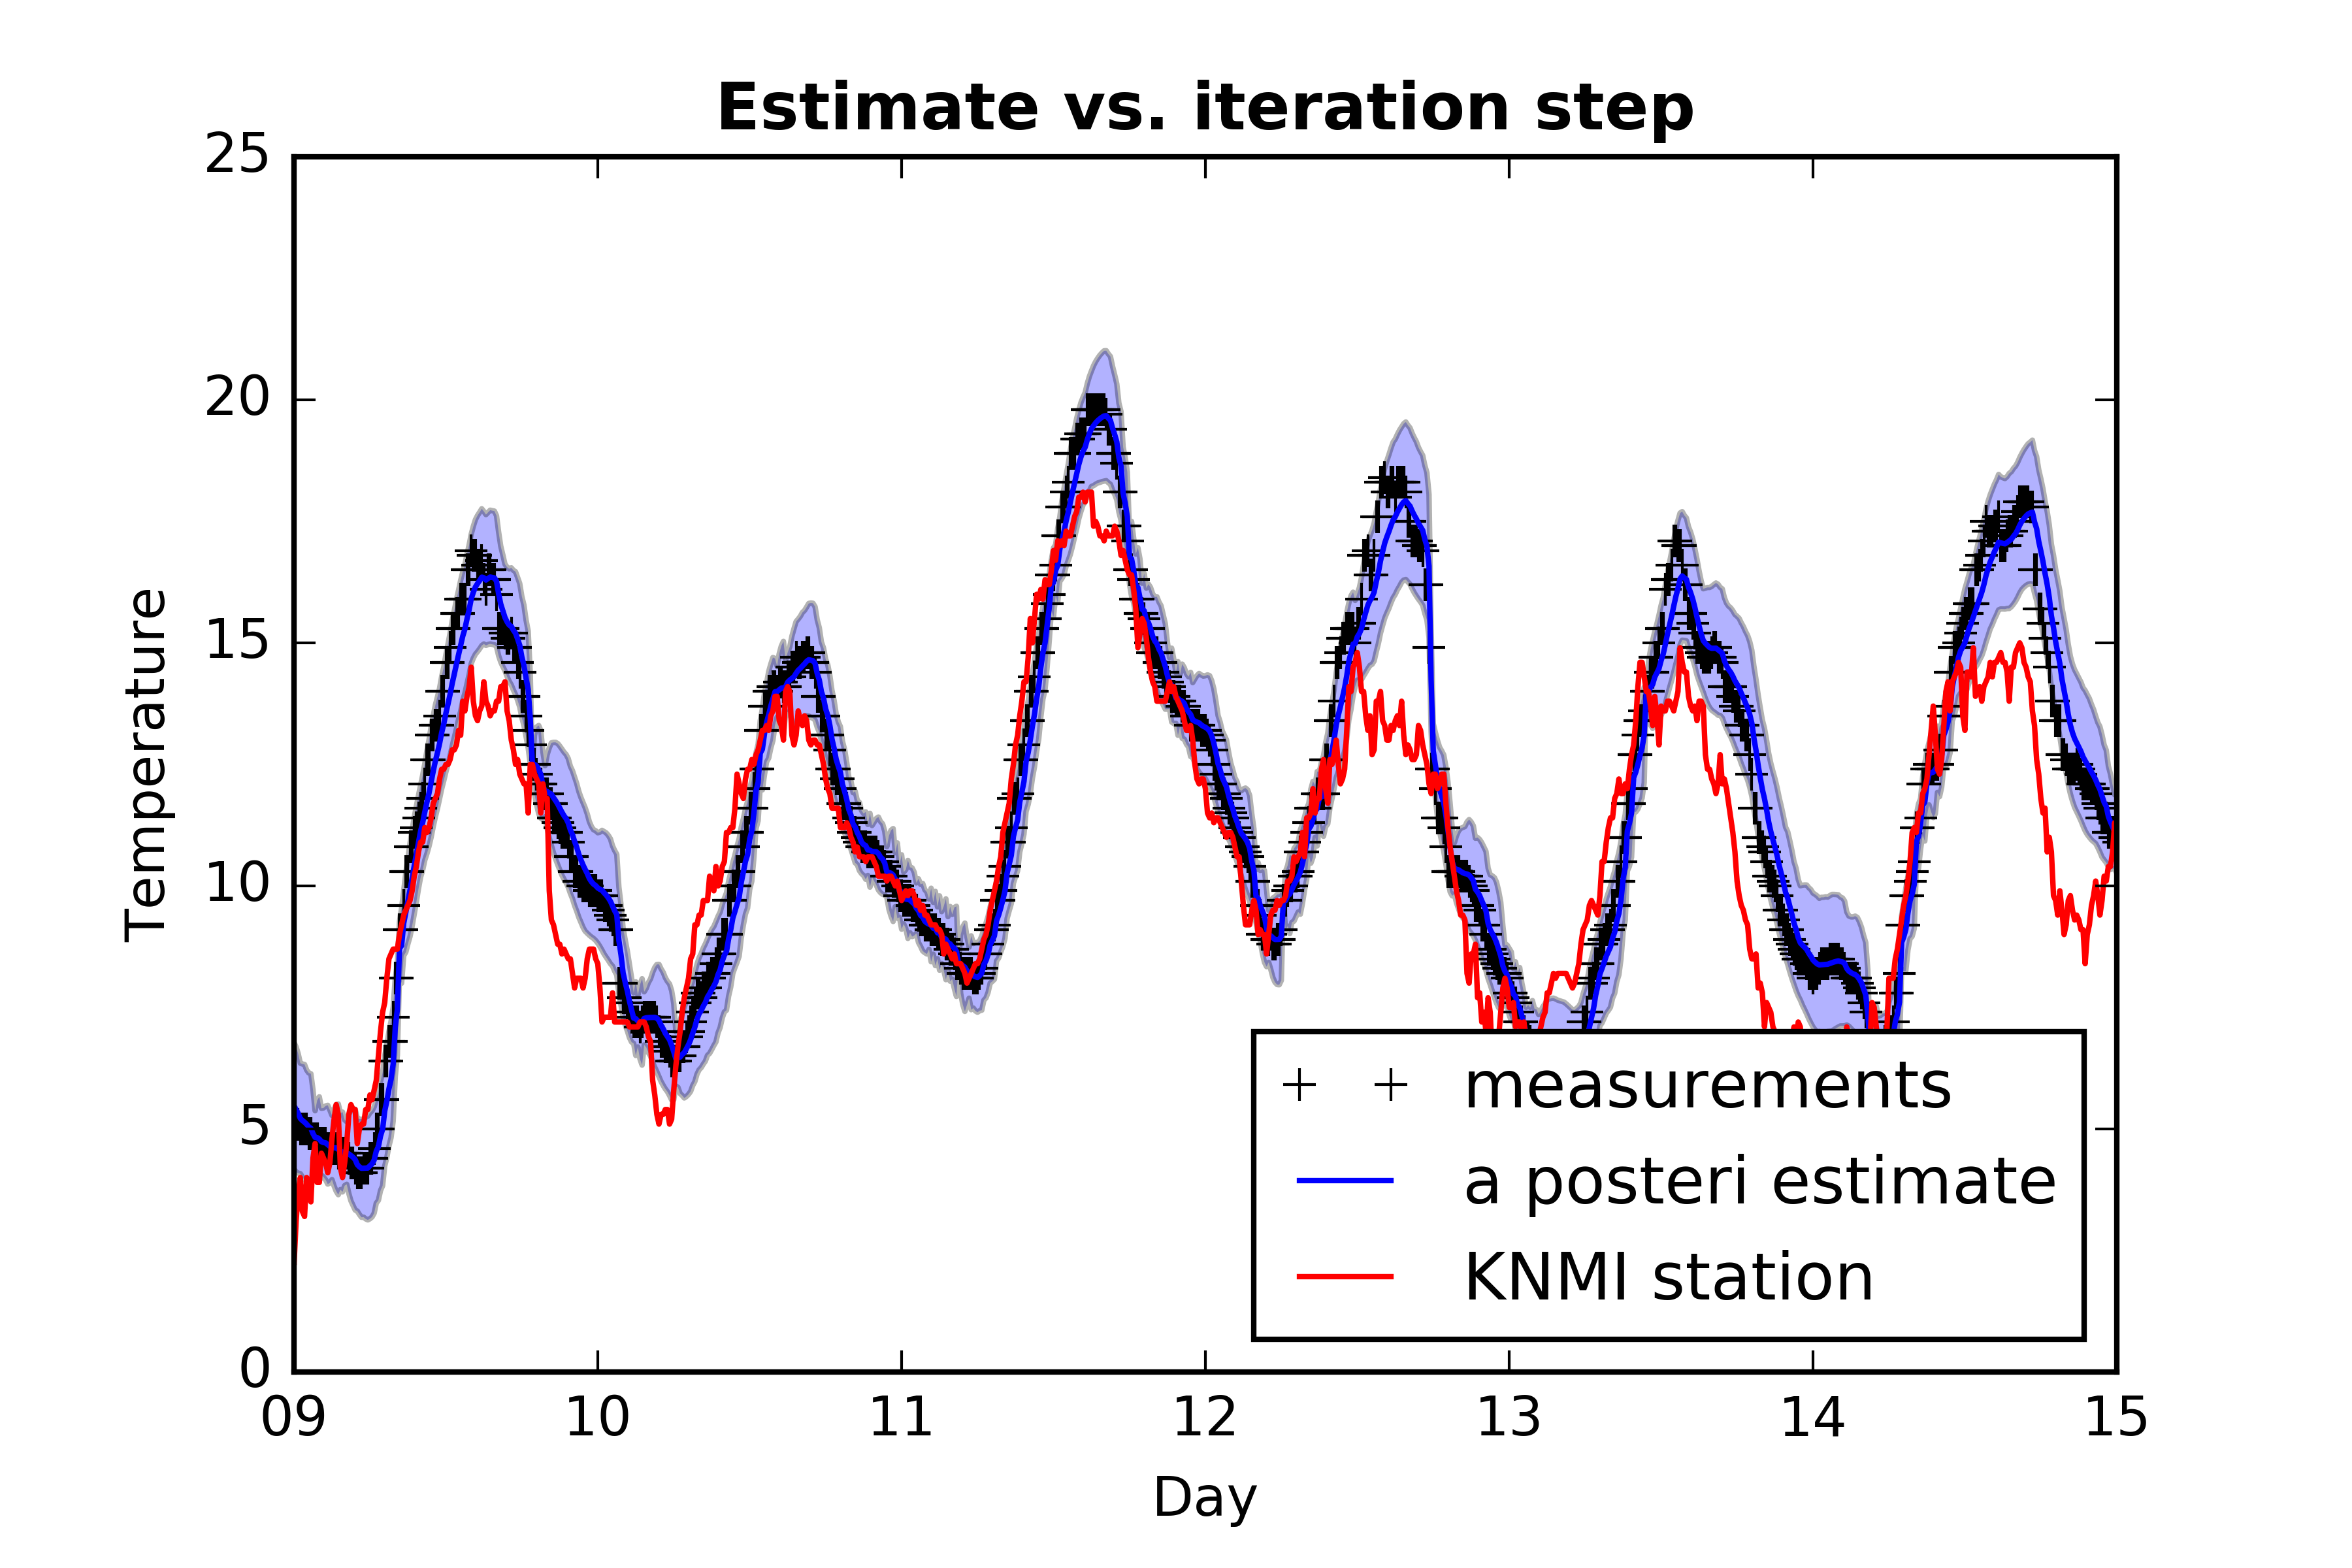 Estimate vs. iteration step
25
20
15
10
5
0
Temperature
09 10 11 12 13 14 15
Day
measurements
a posteri estimate
KNMI station